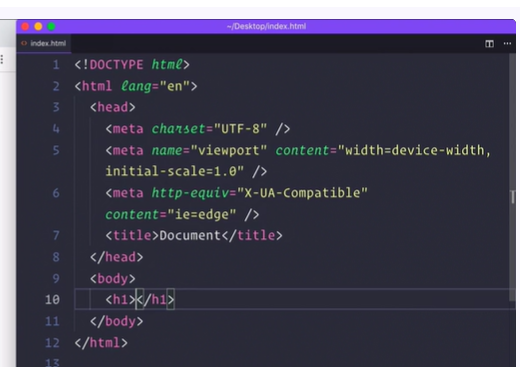 ~/Desktop/index.html
index.html
1 <!DOCTYPE html>
2 <html lang="en">
3 <head>
4 <meta charset="UTF-8" />
5 <meta name="viewport" content="width=device-width,
initial-scale=1.0" />
6 <meta http-equiv="X-UA-Compatible"
content="ie=edge" />
7 <title>Document</title>
8 </head>
9 <body>
10 <h1></h1>
11 </body>
12 </html>
13